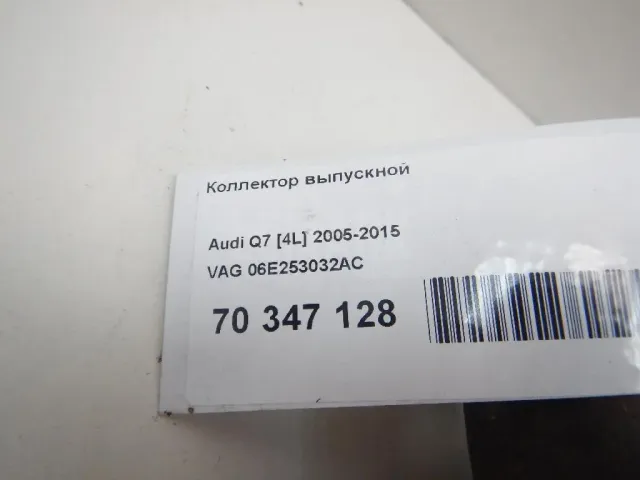 Коллектор выпускной
Audi Q7 [4L] 2005-2015
VAG 06E253032AC
70 347 128